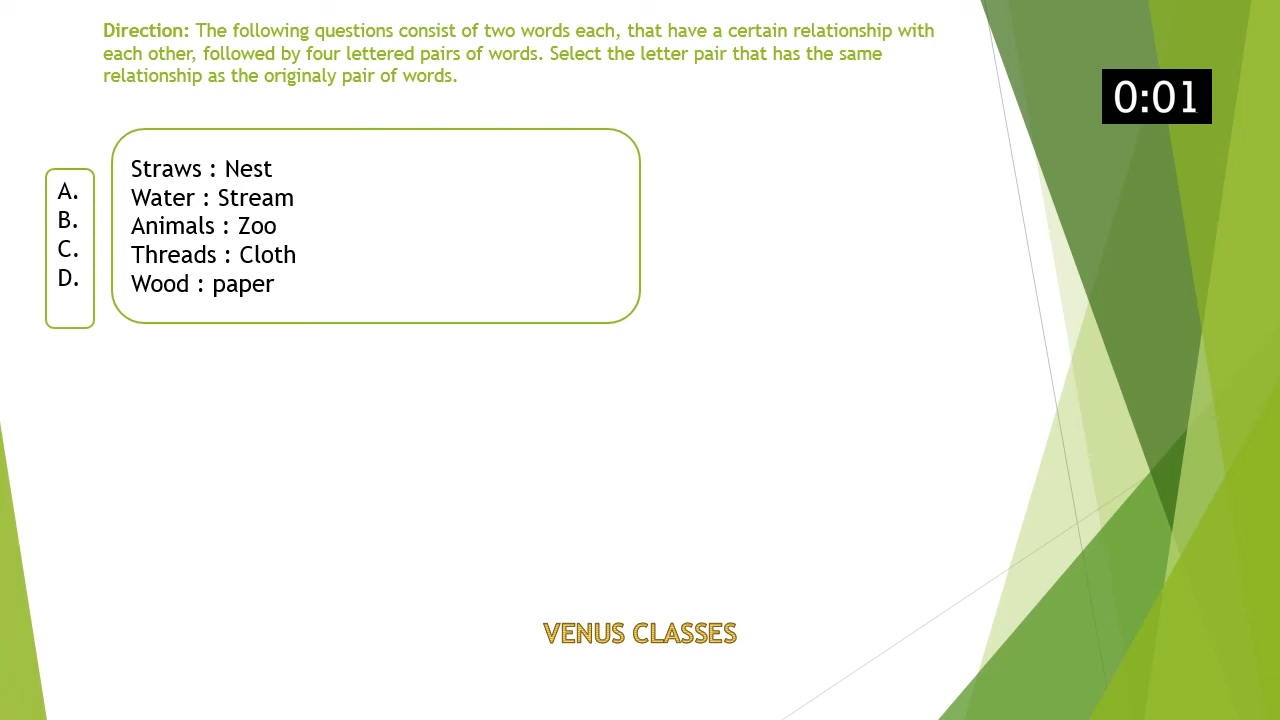 Direction: The following questions consist of two words each, that have a certain relationship with
each other, followed by four lettered pairs of words. Select the letter pair that has the same
relationship as the originaly pair of words.
0:01
Straws : Nest
A. Water : Stream
B. Animals : Zoo
C. Threads : Cloth
D. Wood : paper
VENUS CLASSES